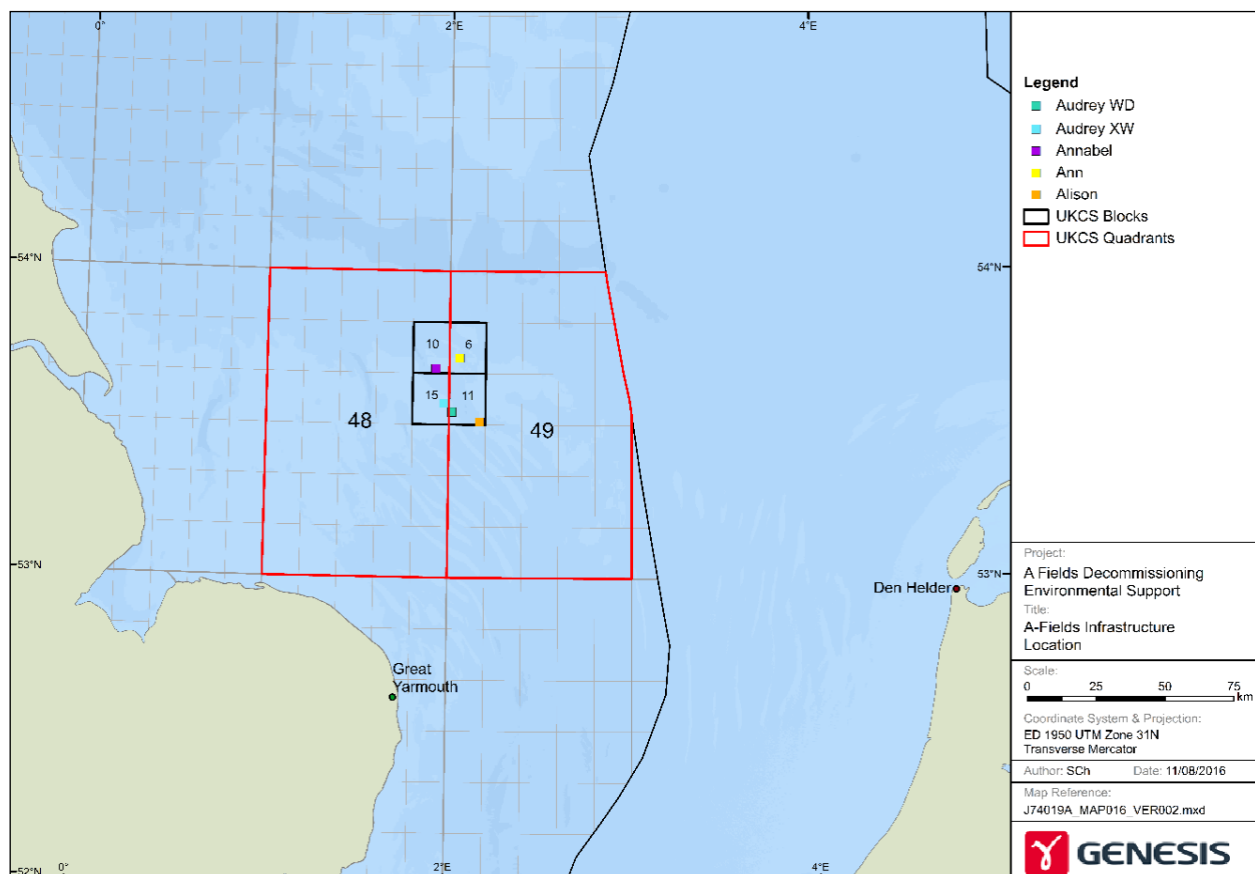 0°
2°E
4°E
54°N
54°N
10
6
15
11
48
49
53°N
53°N
Den Helder
Great
Yarmouth
52°N
0°
2°E
4°E
Legend
Audrey WD
Audrey XW
Annabel
Ann
Alison
UKCS Blocks
UKCS Quadrants
Project:
A Fields Decommissioning
Environmental Support
Title:
A-Fields Infrastructure
Location
Scale:
0 25 50 75
km
Coordinate System & Projection:
ED 1950 UTM Zone 31N
Transverse Mercator
Author: SCh Date: 11/08/2016
Map Reference:
J74019A_MAP016_VER002.mxd
GENESIS